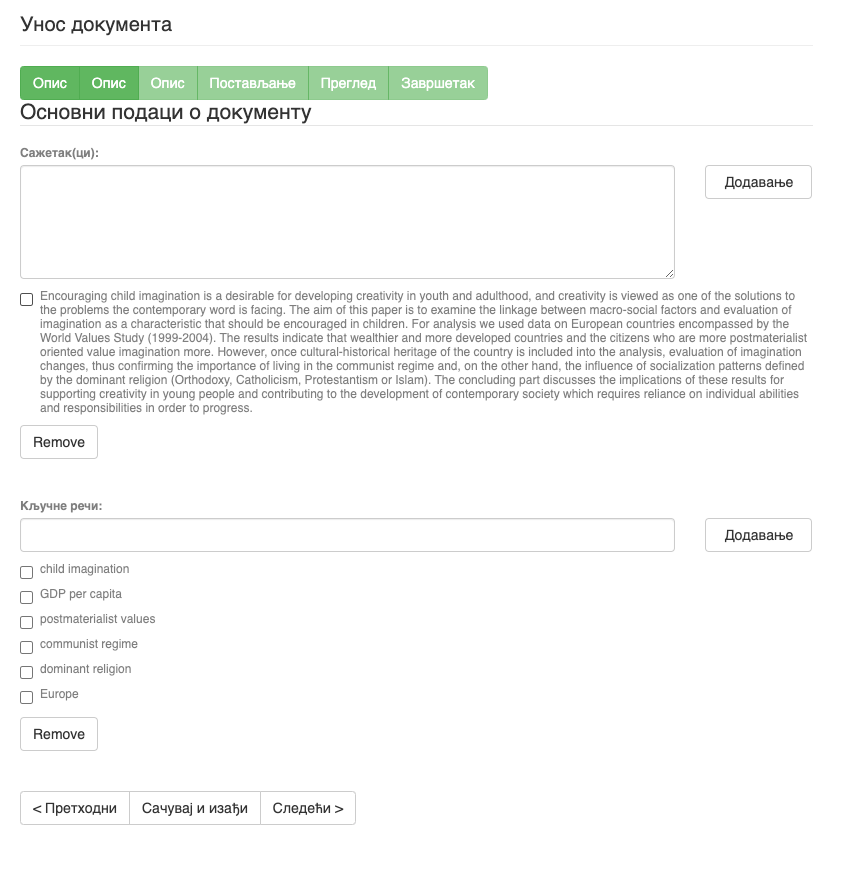 Унос документа
Опис Опис Опис Постављање Преглед Завршетак
Основни подаци о документу
Сажетак(ци):
Додавање
Encouraging child imagination is a desirable for developing creativity in youth and adulthood, and creativity is viewed as one of the solutions to
the problems the contemporary word is facing. The aim of this paper is to examine the linkage between macro-social factors and evaluation of
imagination as a characteristic that should be encouraged in children. For analysis we used data on European countries encompassed by the
World Values Study (1999-2004). The results indicate that wealthier and more developed countries and the citizens who are more postmaterialist
oriented value imagination more. However, once cultural-historical heritage of the country is included into the analysis, evaluation of imagination
changes, thus confirming the importance of living in the communist regime and, on the other hand, the influence of socialization patterns defined
by the dominant religion (Orthodoxy, Catholicism, Protestantism or Islam). The concluding part discusses the implications of these results for
supporting creativity in young people and contributing to the development of contemporary society which requires reliance on individual abilities
and responsibilities in order to progress.
Remove
Кључне речи:
Додавање
child imagination
GDP per capita
postmaterialist values
communist regime
dominant religion
Europe
Remove
< Претходни Сачувај и изађи Следећи >